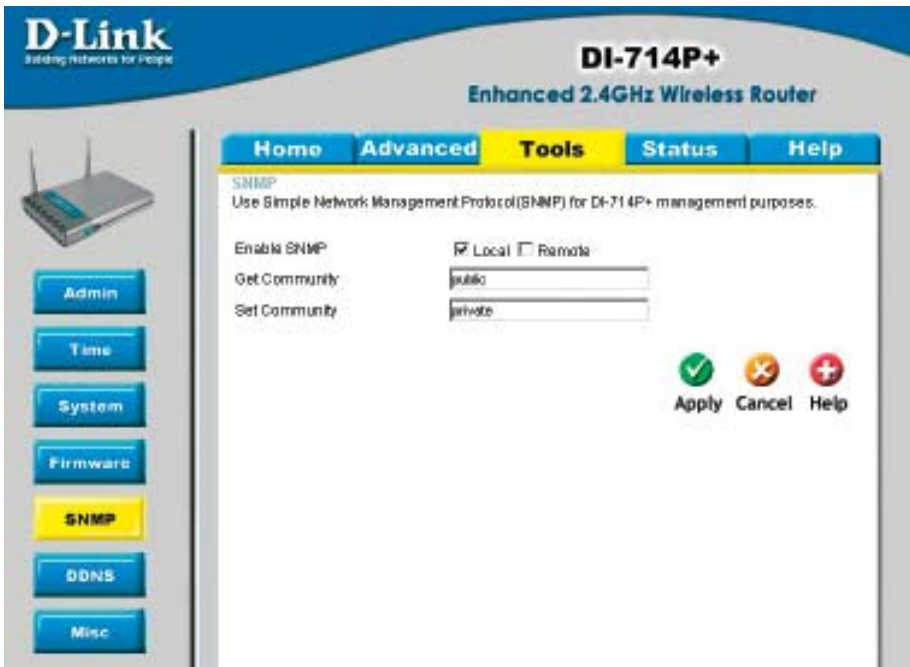 D-Link
Building Networks for People
DI-714P+
Enhanced 2.4GHz Wireless Router
Home Advanced Tools Status Help
SNMP
Use Simple Network Management Protocol(SNMP) for DI-714P+ management purposes.
Enable SNMP Local Remote
Get Community public
Set Community private
Apply Cancel Help
Admin
Time
System
Firmware
SNMP
DDNS
Misc